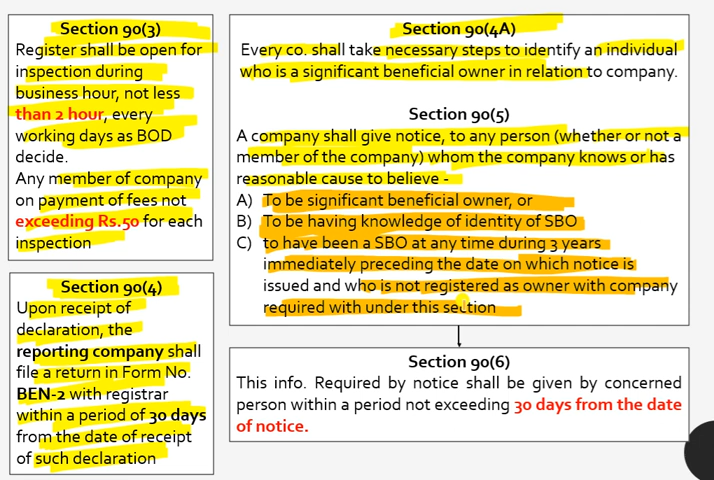 Section 90(3)
Register shall be open for
inspection during
business hour, not less
than 2 hour, every
working days as BOD
decide.
Any member of company
on payment of fees not
exceeding Rs.50 for each
inspection
Section 90(4)
Upon receipt of
declaration, the
reporting company shall
file a return in Form No.
BEN-2 with registrar
within a period of 30 days
from the date of receipt
of such declaration
Section 90(4A)
Every co. shall take necessary steps to identify an individual
who is a significant beneficial owner in relation to company.
Section 90(5)
A company shall give notice, to any person (whether or not a
member of the company) whom the company knows or has
reasonable cause to believe -
A) To be significant beneficial owner, or
B) To be having knowledge of identity of SBO
C) to have been a SBO at any time during 3 years
immediately preceding the date on which notice is
issued and who is not registered as owner with company
required with under this section
Section 90(6)
This info. Required by notice shall be given by concerned
person within a period not exceeding 30 days from the date
of notice.